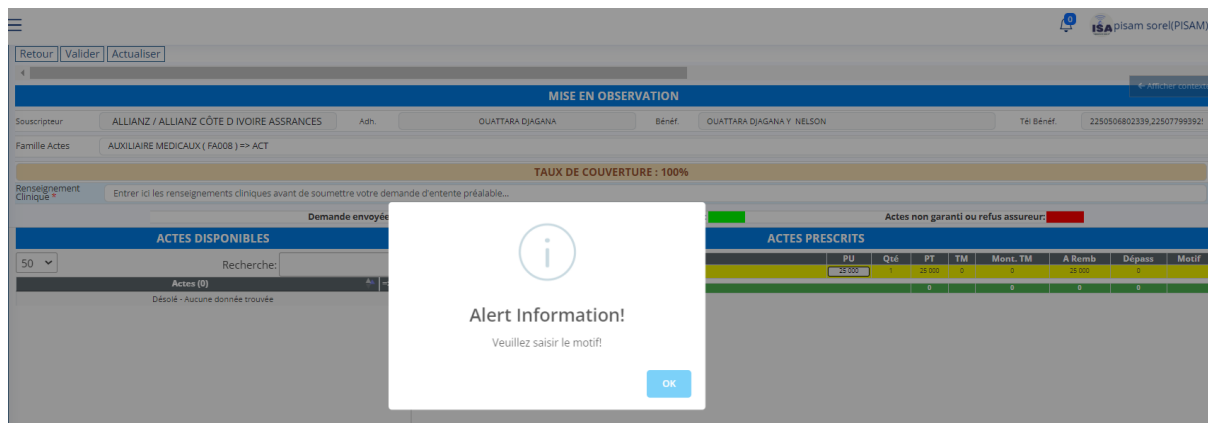 0
ISA pisam sorel(PISAM)
Retour Valider Actualiser
← Afficher contexte
MISE EN OBSERVATION
Souscripteur ALLIANZ / ALLIANZ CÔTE D IVOIRE ASSRANCES Adh. OUATTARA DJAGANA Bénéf. OUATTARA DJAGANA Y NELSON Tél Bénéf. 2250506802339,2250779939
Famille Actes AUXILIAIRE MEDICAUX ( FA008 ) => ACT
TAUX DE COUVERTURE : 100%
Renseignement
Clinique * Entrer ici les renseignements cliniques avant de soumettre votre demande d'entente préalable...
Demande envoyée Actes non garanti ou refus assureur:
ACTES DISPONIBLES ACTES PRESCRITS
50 Recherche: PU Qté PT TM Mont. TM A Remb Dépass Motif
25 000 1 25 000 0 0 25 000 0
Actes (0) 0 0 0 0
Désolé - Aucune donnée trouvée
i
Alert Information!
Veuillez saisir le motif!
OK